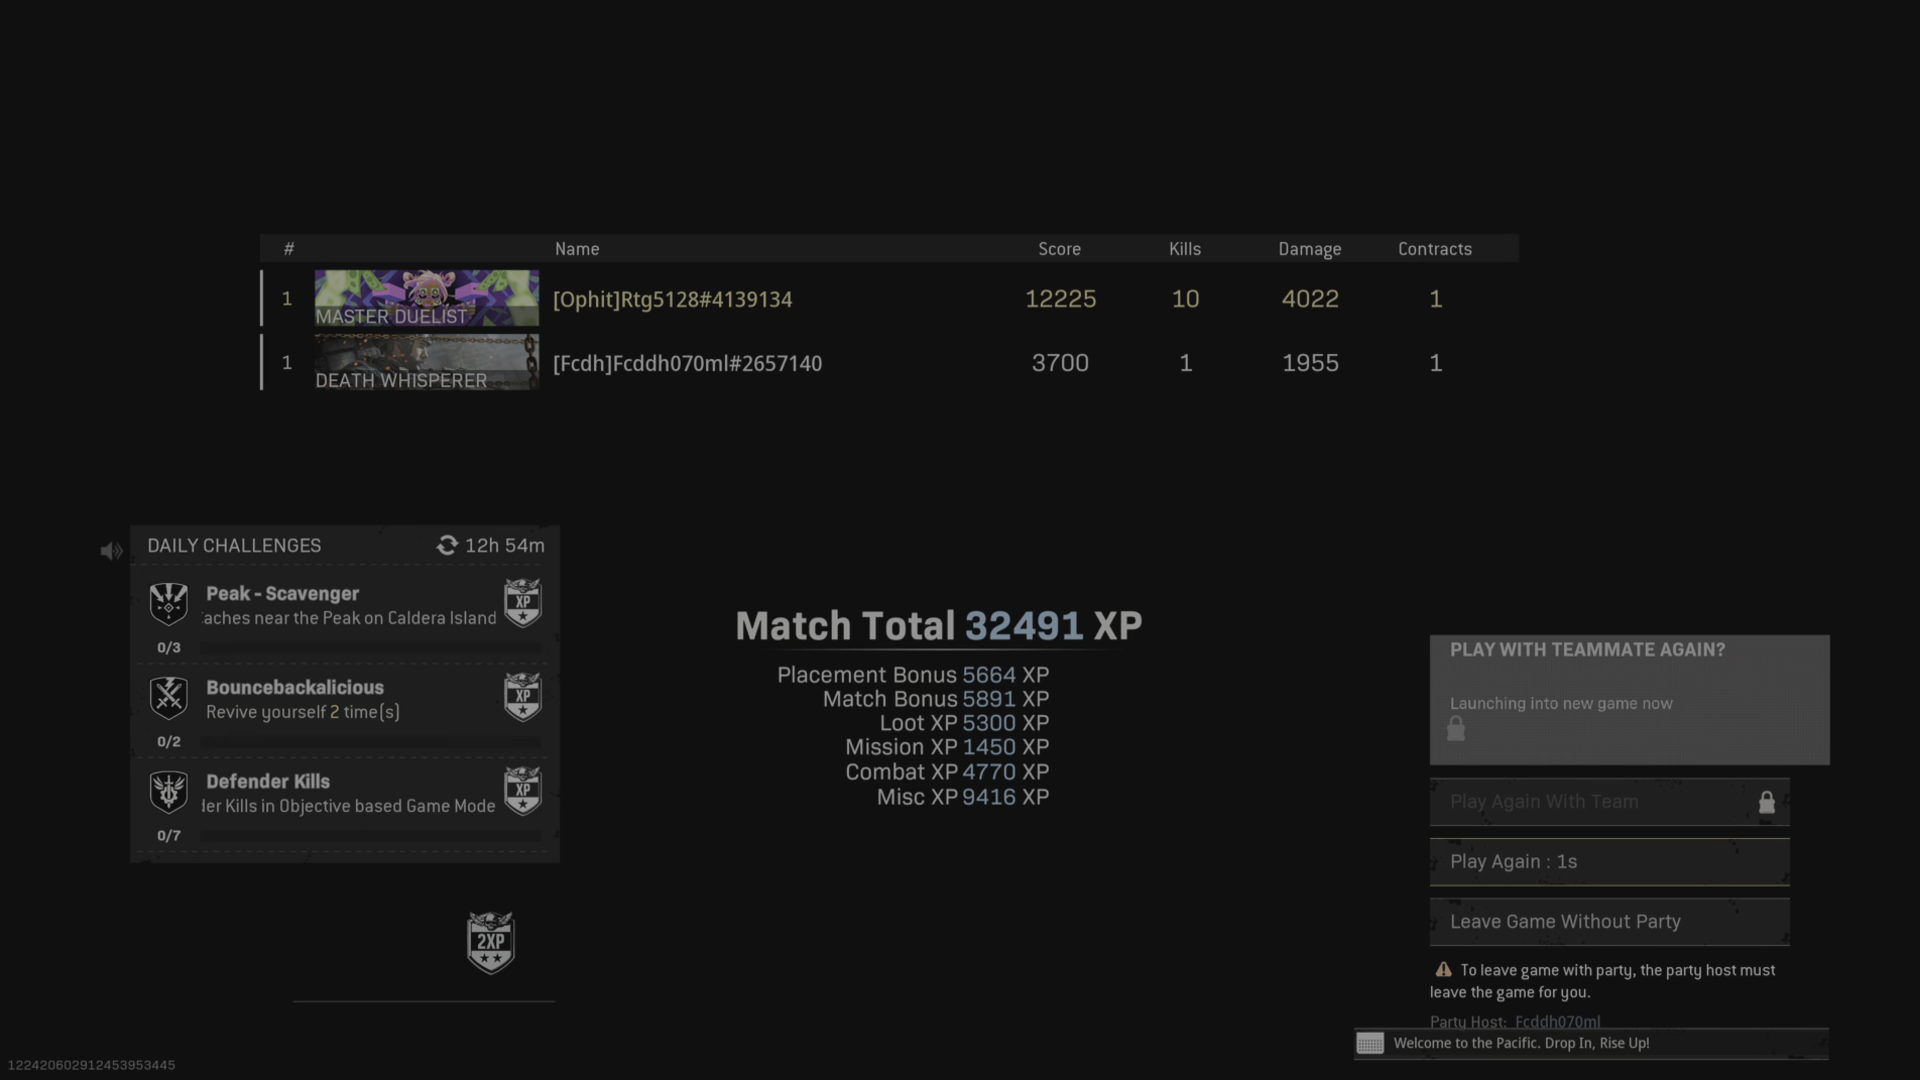 # Name Score Kills Damage Contracts
1 MASTER DUELIST [Ophit]Rtg5128#4139134 12225 10 4022 1
1 DEATH WHISPERER [Fcdh]Fcddh070ml#2657140 3700 1 1955 1
DAILY CHALLENGES 12h 54m
Peak - Scavenger
aches near the Peak on Caldera Island
XP
0/3
Bouncebackalicious
Revive yourself 2 time(s)
XP
0/2
Defender Kills
er Kills in Objective based Game Mode
XP
0/7
2XP
Match Total 32491 XP
Placement Bonus 5664 XP
Match Bonus 5891 XP
Loot XP 5300 XP
Mission XP 1450 XP
Combat XP 4770 XP
Misc XP 9416 XP
PLAY WITH TEAMMATE AGAIN?
Launching into new game now
Play Again With Team
Play Again : 1s
Leave Game Without Party
To leave game with party, the party host must
leave the game for you.
Party Host: Fcddh070ml
Welcome to the Pacific. Drop In, Rise Up!
122420602912453953445